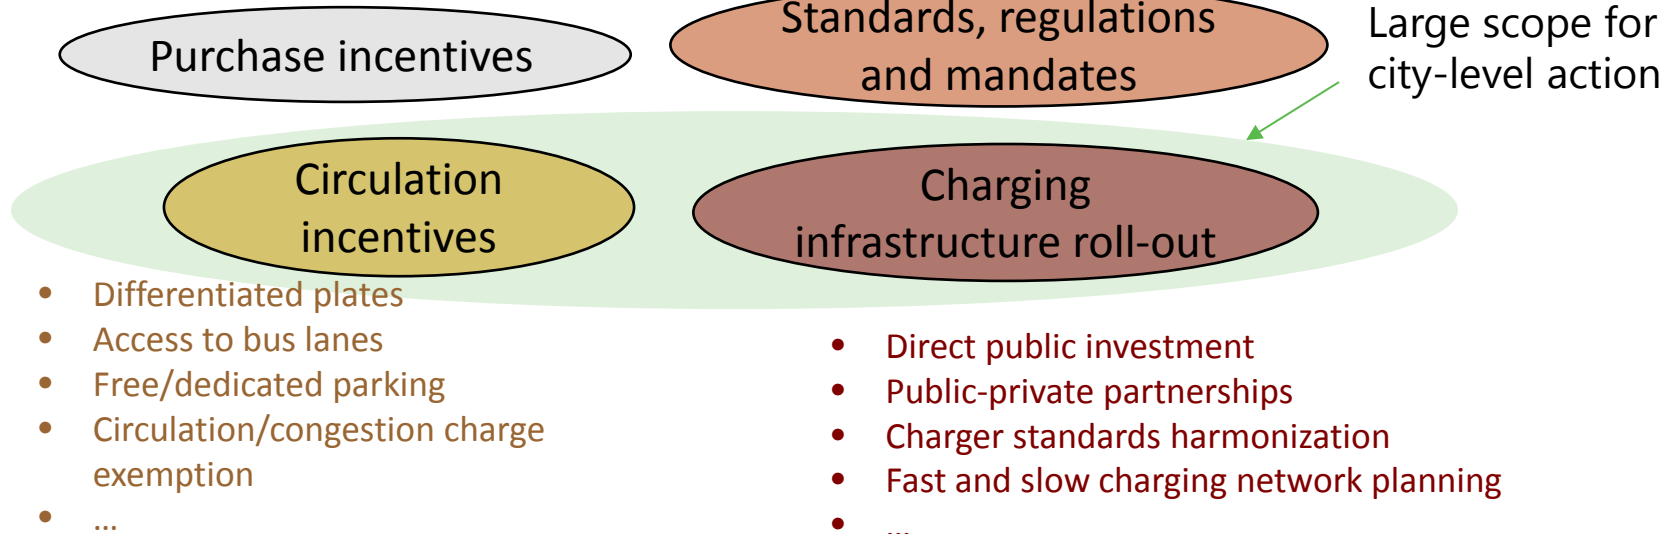 Purchase incentives
Standards, regulations
and mandates
Large scope for
city-level action
Circulation
incentives
Charging
infrastructure roll-out
• Differentiated plates
• Access to bus lanes
• Free/dedicated parking
• Circulation/congestion charge
exemption
• ...
• Direct public investment
• Public-private partnerships
• Charger standards harmonization
• Fast and slow charging network planning
• ...